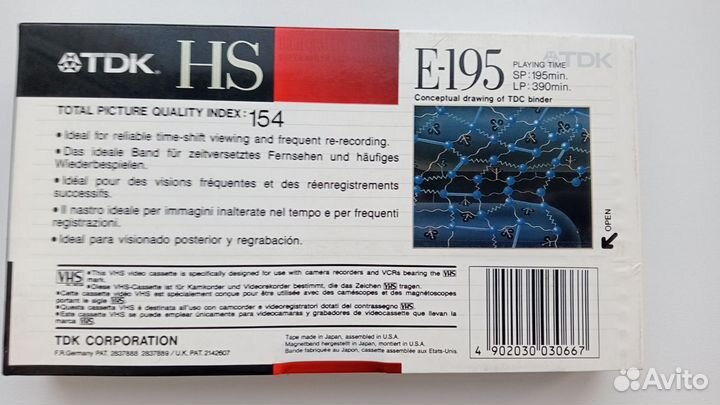 TDK HS
E-195
PLAYING TIME
SP:195min.
LP:390min.
TDK
Conceptual drawing of TDC binder
TOTAL PICTURE QUALITY INDEX: 154
• Ideal for reliable time-shift viewing and frequent re-recording.
• Das ideale Band für zeitversetztes Fernsehen und häufiges
Wiederbespielen.
• Idéal pour des visions fréquentes et des réenregistrements
successifs.
• Il nastro ideale per immagini inalterate nel tempo e per frequenti
registrazioni.
• Ideal para visionado posterior y regrabación.
OPEN
VHS
• This VHS video cassette is specifically designed for use with camera recorders and VCRs bearing the VHS
mark.
• Diese VHS-Cassette ist für Kamkorder und Videorekorder bestimmt, die das Zeichen VHS tragen.
• Cette cassette vidéo VHS est spécialement conçue pour être utilisée avec des caméscopes et des magnétoscopes
portant le sigle VHS.
• Questa cassetta VHS è destinata all'uso con camcorder e videoregistratori dotati del contrassegno VHS.
• Este cassette VHS se puede emplear únicamente para videocamaras y grabadores de videocassette que llevan la
marca VHS.
TDK CORPORATION
F.R.Germany PAT. 2837888 2837889 / U.K. PAT. 2142607
Tape made in Japan, assembled in U.S.A.
Magnetband hergestellt in Japan, montiert in U.S.A.
Bande fabriquée au Japon, cassette assemblée aux Etats-Unis.
4 902030 030667
Avito